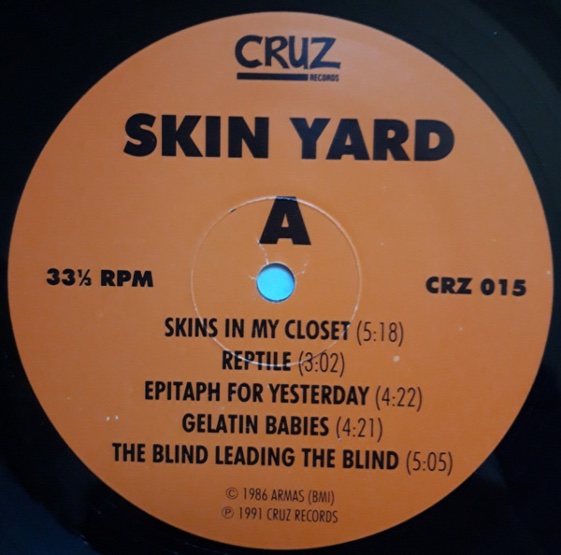 CRUZ
RECORDS
SKIN YARD
A
33⅓ RPM
CRZ 015
SKINS IN MY CLOSET (5:18)
REPTILE (3:02)
EPITAPH FOR YESTERDAY (4:22)
GELATIN BABIES (4:21)
THE BLIND LEADING THE BLIND (5:05)
© 1986 ARMAS (BMI)
℗ 1991 CRUZ RECORDS